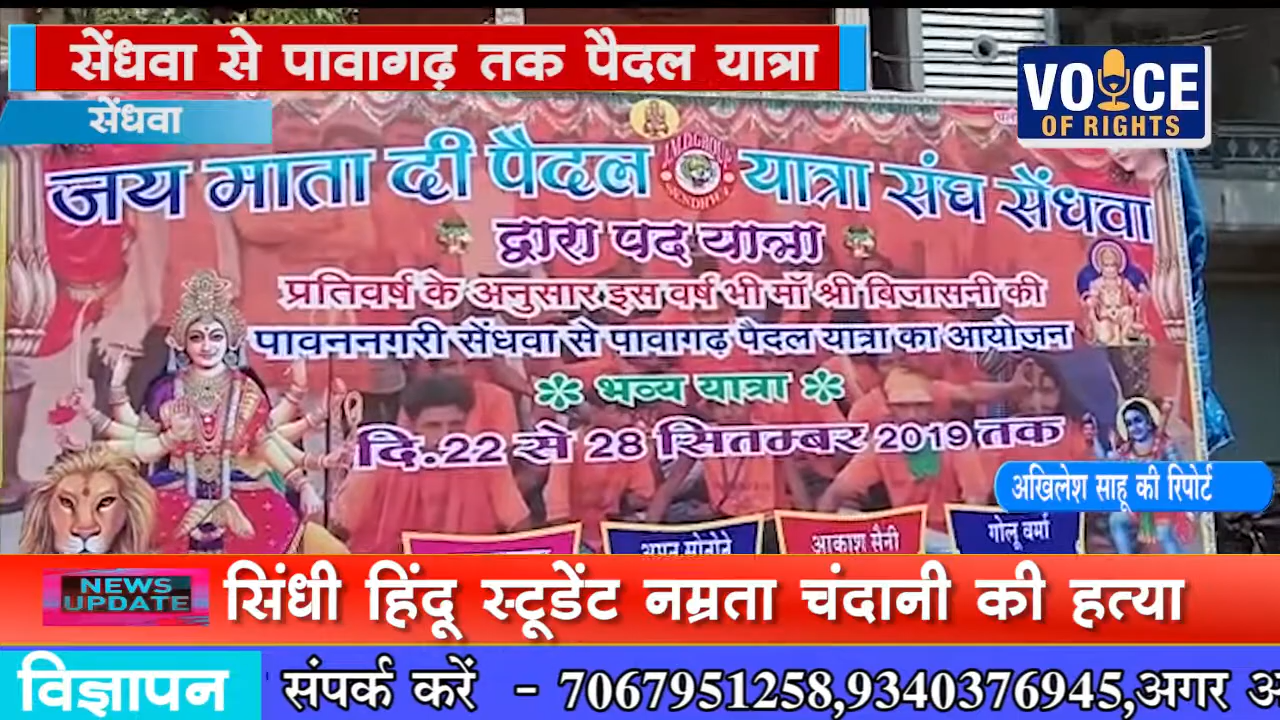 सेंधवा से पावागढ़ तक पैदल यात्रा
सेंधवा
VOICE
OF RIGHTS
जय माता दी पैदल यात्रा संघ सेंधवा
द्वारा पद यात्रा
प्रतिवर्ष के अनुसार इस वर्ष भी माँ श्री बिजासनी की
पावननगरी सेंधवा से पावागढ़ पैदल यात्रा का आयोजन
भव्य यात्रा
दि.22 से 28 सितम्बर 2019 तक
अखिलेश साहू की रिपोर्ट
आकाश सैनी
गोलू वर्मा
NEWS
UPDATE
सिंधी हिंदू स्टूडेंट नम्रता चंदानी की हत्या
विज्ञापन
संपर्क करें - 7067951258,9340376945,अगर